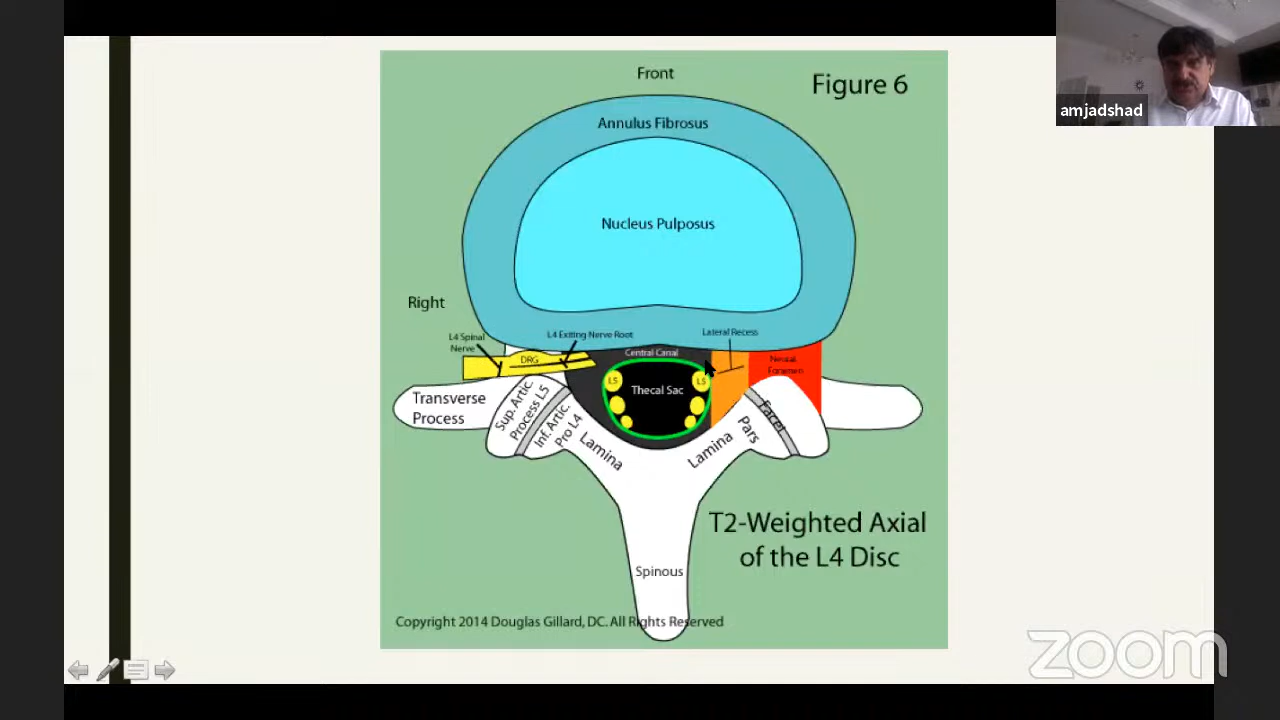 amjadshad
Front
Figure 6
Annulus Fibrosus
Nucleus Pulposus
Right
L4 Spinal
Nerve
L4 Exiting Nerve Root
Lateral Recess
DRG
Central Canal
Neural
Foramen
L5
Thecal Sac
L5
Transverse
Process
Sup. Artic.
Process L5
Inf. Artic.
Pro L4
Lamina
Lamina
Pars
Facet
T2-Weighted Axial
of the L4 Disc
Spinous
Copyright 2014 Douglas Gillard, DC. All Rights Reserved
zoom